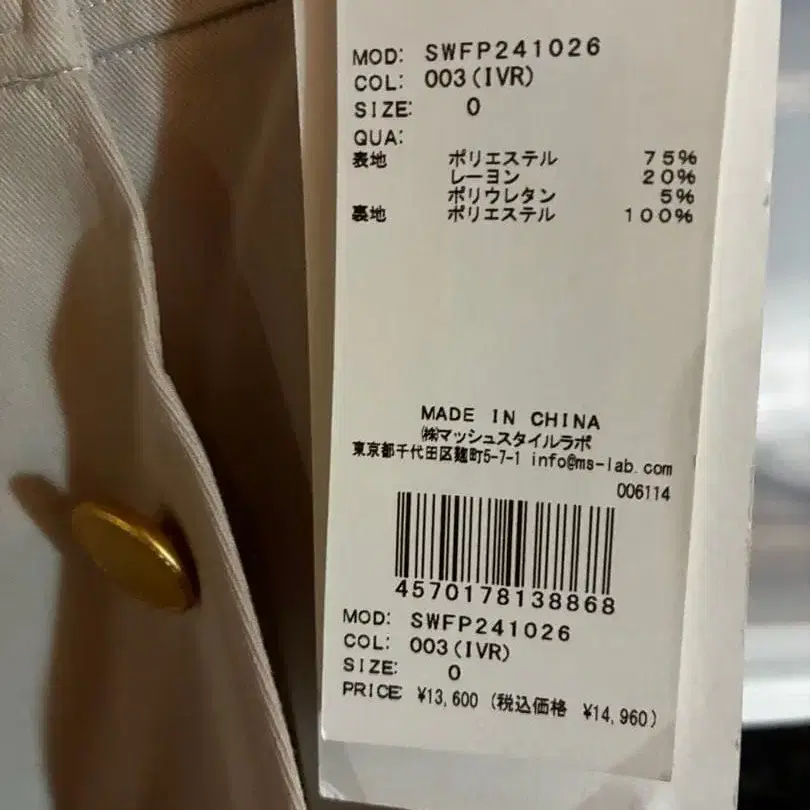 MOD: SWFP241026
COL: 003(IVR)
SIZE: 0
QUA:
表地 ポリエステル 75%
レーヨン 20%
ポリウレタン 5%
裏地 ポリエステル 100%
MADE IN CHINA
㈱マッシュスタイルラボ
東京都千代田区麹町5-7-1 info@ms-lab.com
006114
4570178138868
MOD: SWFP241026
COL: 003(IVR)
SIZE: 0
PRICE: ¥13,600 (税込価格 ¥14,960)